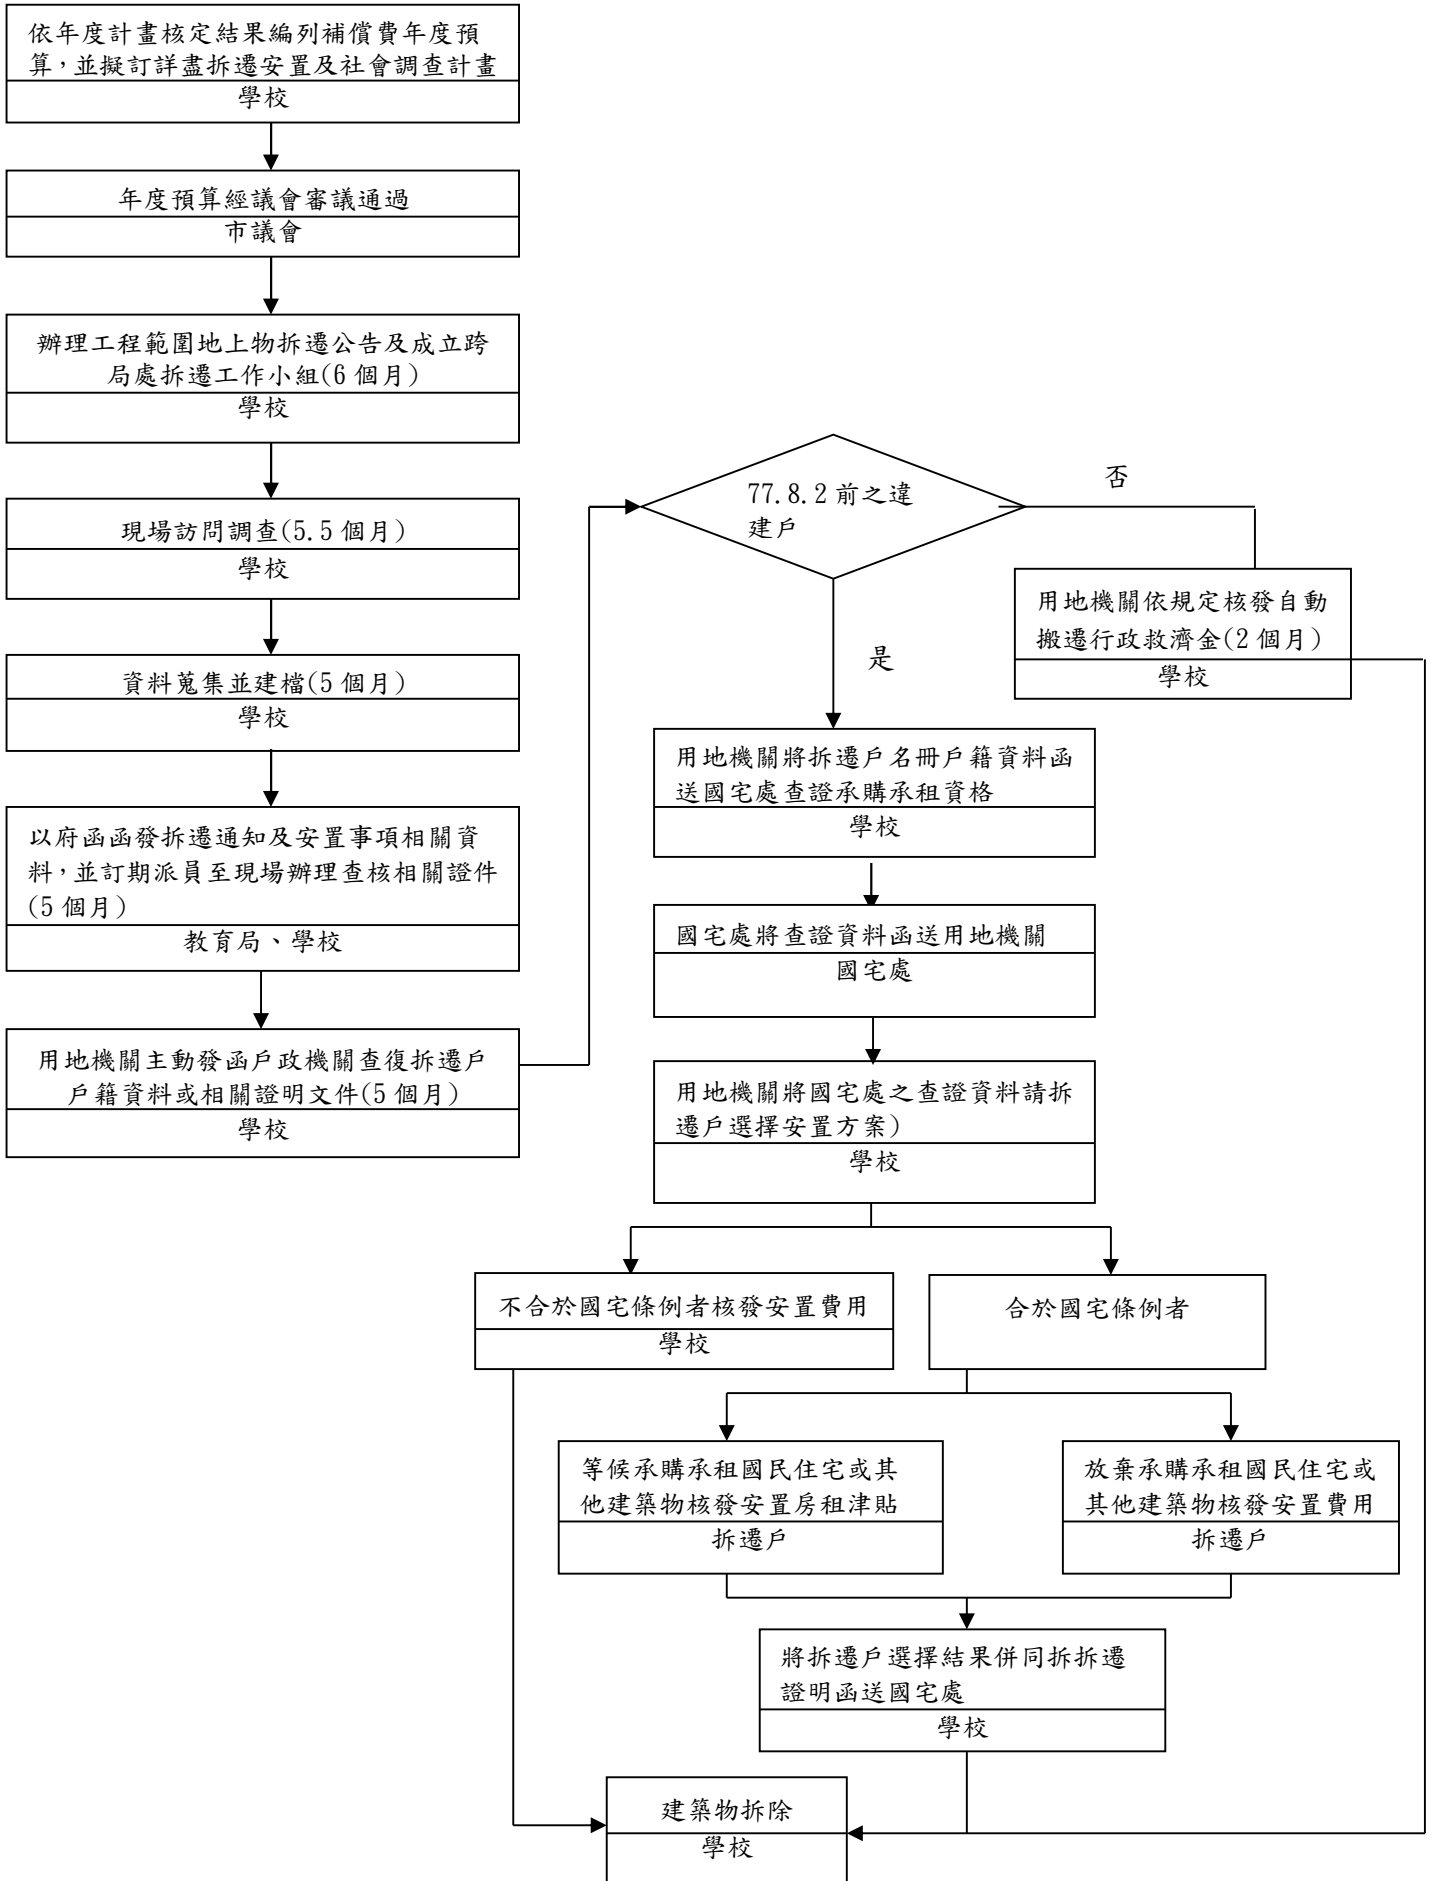 依年度計畫核定結果編列補償費年度預
算，並擬訂詳盡拆遷安置及社會調查計畫
學校
年度預算經議會審議通過
市議會
辦理工程範圍地上物拆遷公告及成立跨
局處拆遷工作小組(6 個月)
學校
現場訪問調查(5.5 個月)
學校
資料蒐集並建檔(5 個月)
學校
以府函函發拆遷通知及安置事項相關資
料，並訂期派員至現場辦理查核相關證件
(5 個月)
教育局、學校
用地機關主動發函戶政機關查復拆遷戶
戶籍資料或相關證明文件(5 個月)
學校
77.8.2 前之違
建戶
否
用地機關依規定核發自動
搬遷行政救濟金(2 個月)
學校
是
用地機關將拆遷戶名冊戶籍資料函
送國宅處查證承購承租資格
學校
國宅處將查證資料函送用地機關
國宅處
用地機關將國宅處之查證資料請拆
遷戶選擇安置方案)
學校
不合於國宅條例者核發安置費用
學校
合於國宅條例者
等候承購承租國民住宅或其
他建築物核發安置房租津貼
拆遷戶
放棄承購承租國民住宅或
其他建築物核發安置費用
拆遷戶
將拆遷戶選擇結果併同拆拆遷
證明函送國宅處
學校
建築物拆除
學校